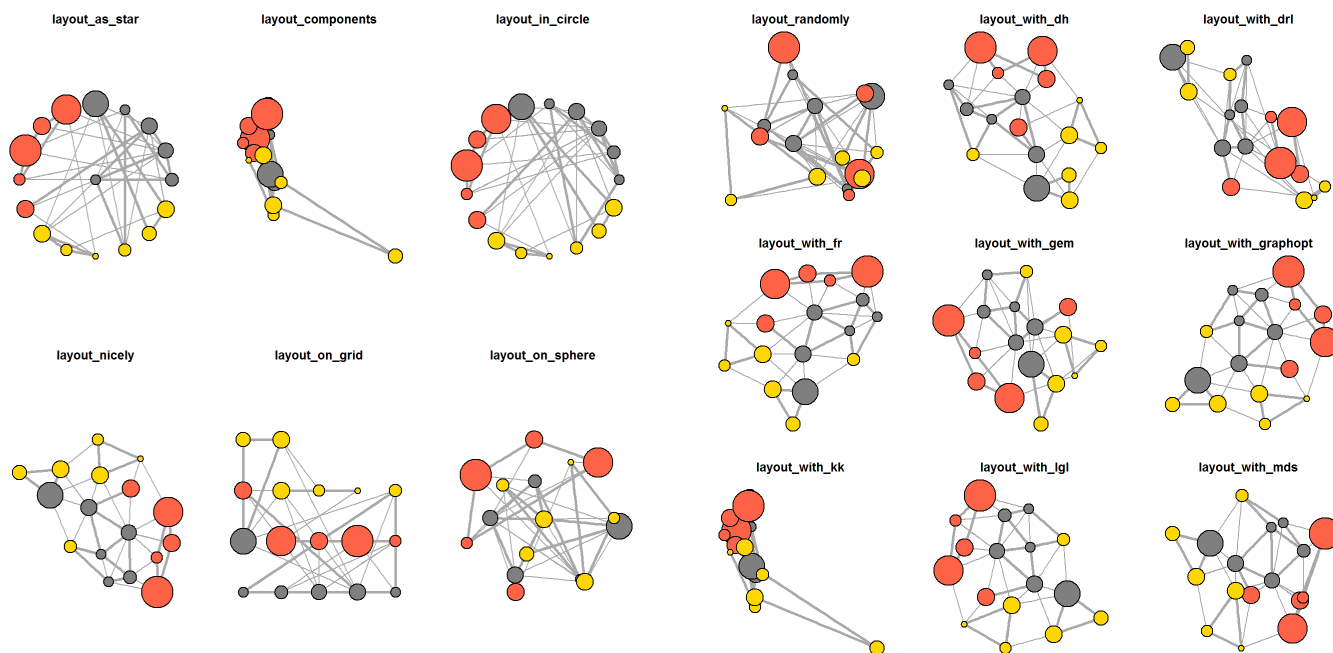 layout_as_star
layout_components
layout_in_circle
layout_randomly
layout_with_dh
layout_with_drl
layout_with_fr
layout_with_gem
layout_with_graphopt
layout_nicely
layout_on_grid
layout_on_sphere
layout_with_kk
layout_with_lgl
layout_with_mds